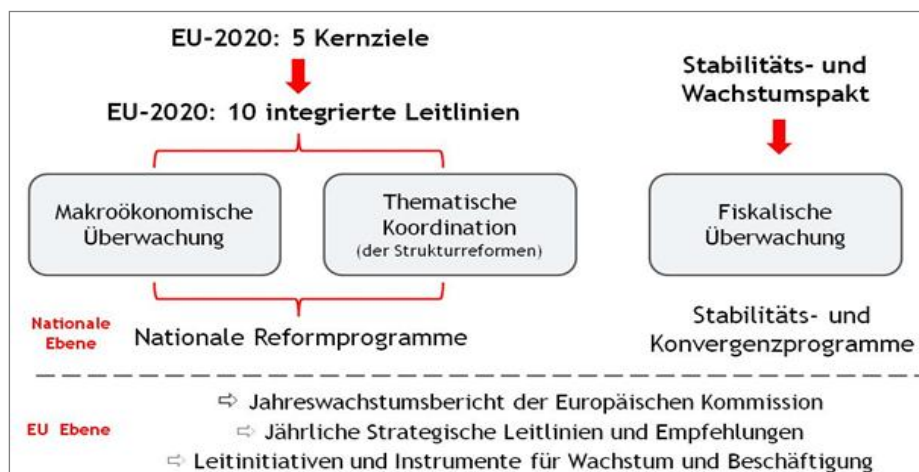 EU-2020: 5 Kernziele
EU-2020: 10 integrierte Leitlinien
Stabilitäts- und
Wachstumspakt
Makroökonomische
Überwachung
Thematische
Koordination
(der Strukturreformen)
Fiskalische
Überwachung
Nationale
Ebene
Nationale Reformprogramme
Stabilitäts- und
Konvergenzprogramme
EU Ebene
⇨ Jahreswachstumsbericht der Europäischen Kommission
⇨ Jährliche Strategische Leitlinien und Empfehlungen
⇨ Leitinitiativen und Instrumente für Wachstum und Beschäftigung